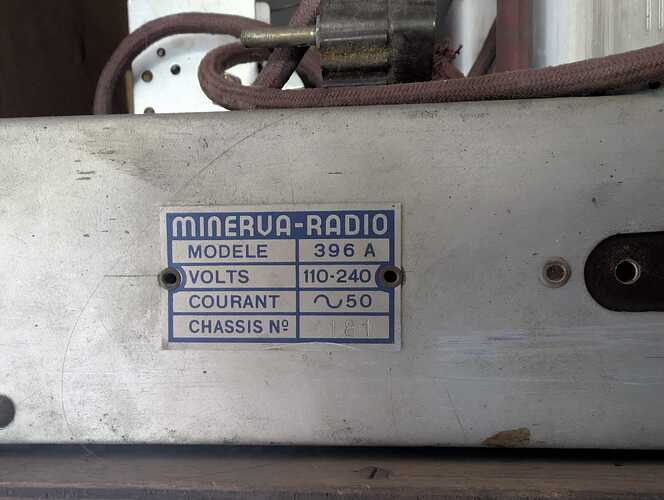 MINERVA-RADIO
MODELE 396 A
VOLTS 110-240
COURANT ~50
CHASSIS Nº 181